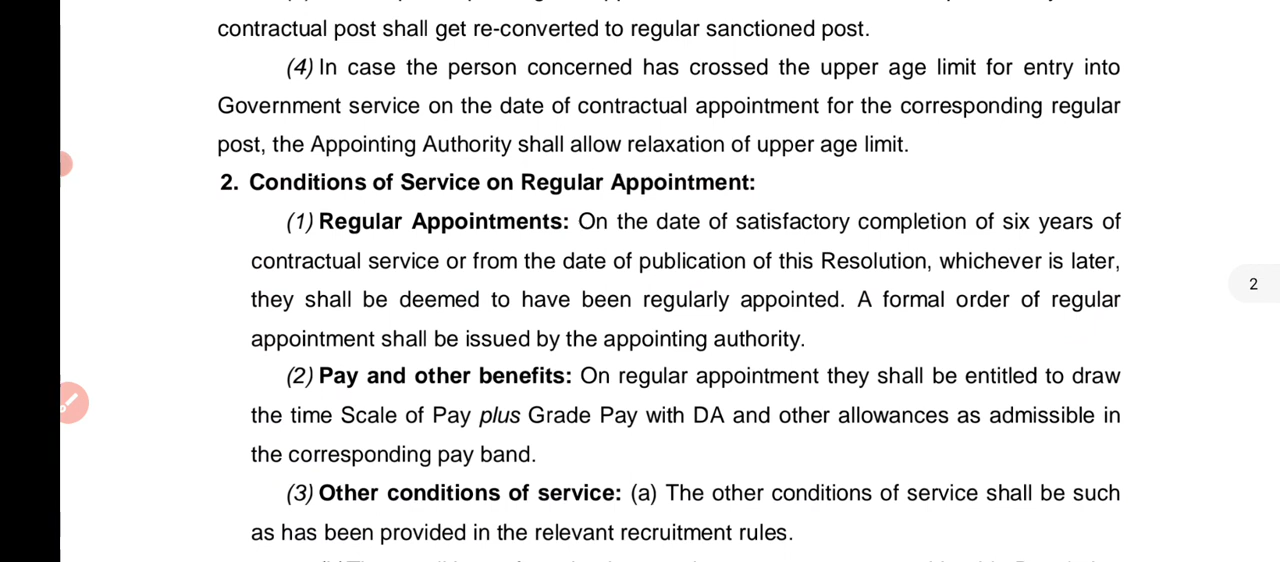 contractual post shall get re-converted to regular sanctioned post.
(4) In case the person concerned has crossed the upper age limit for entry into
Government service on the date of contractual appointment for the corresponding regular
post, the Appointing Authority shall allow relaxation of upper age limit.
2. Conditions of Service on Regular Appointment:
(1) Regular Appointments: On the date of satisfactory completion of six years of
contractual service or from the date of publication of this Resolution, whichever is later,
they shall be deemed to have been regularly appointed. A formal order of regular
appointment shall be issued by the appointing authority.
2
(2) Pay and other benefits: On regular appointment they shall be entitled to draw
the time Scale of Pay plus Grade Pay with DA and other allowances as admissible in
the corresponding pay band.
(3) Other conditions of service: (a) The other conditions of service shall be such
as has been provided in the relevant recruitment rules.